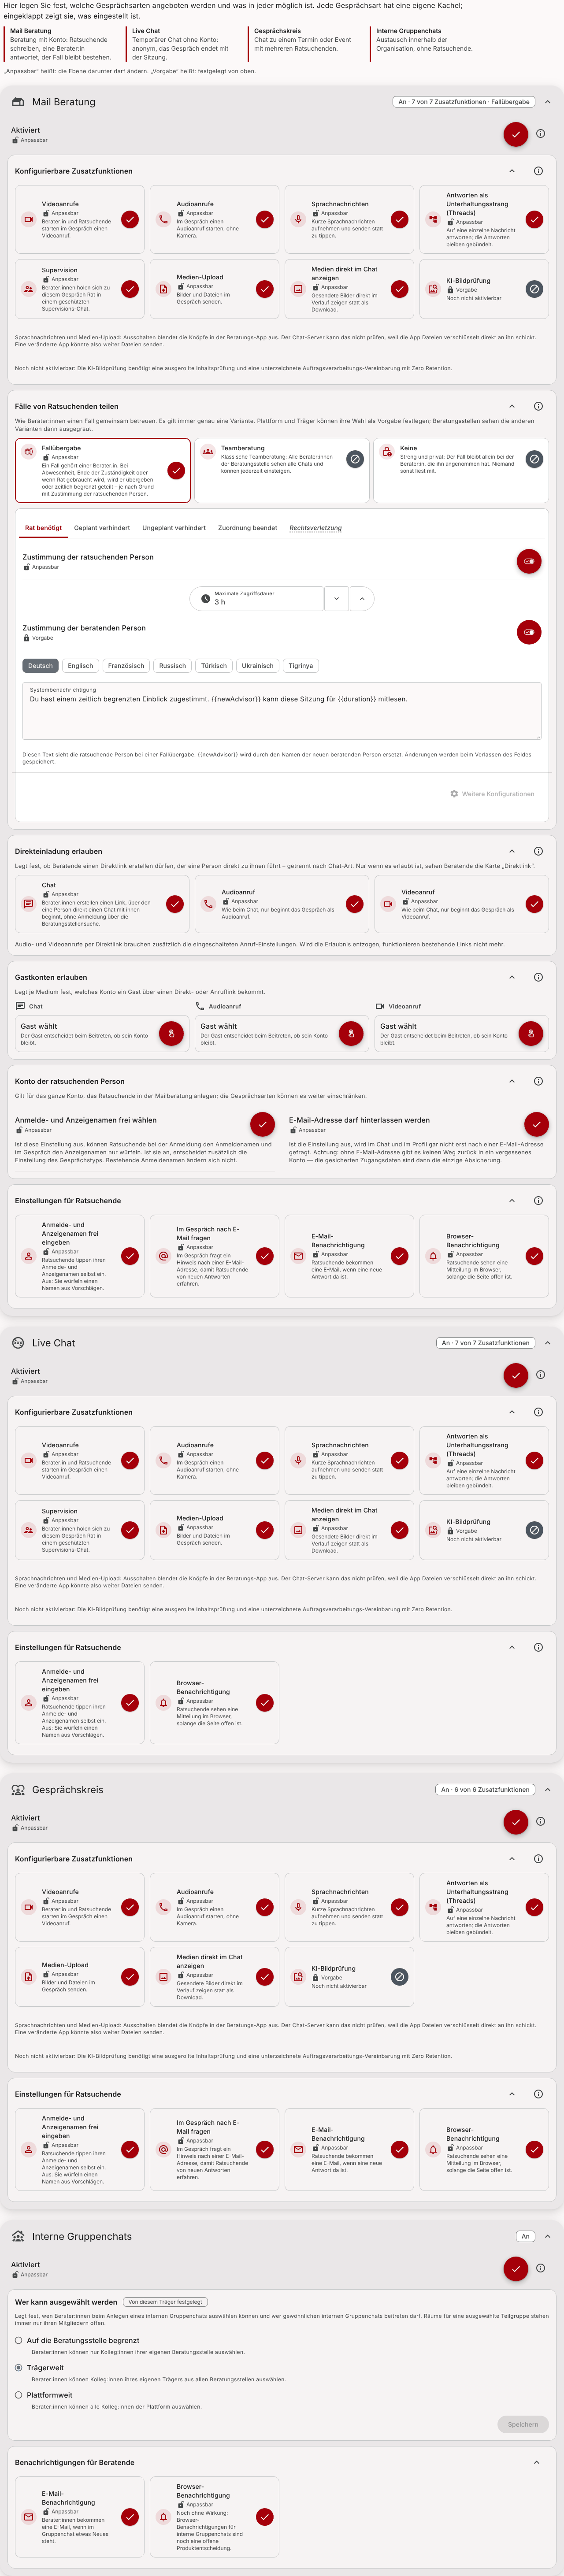 Hier legen Sie fest, welche Gesprächsarten angeboten werden und was in jeder möglich ist. Jede Gesprächsart hat eine eigene Kachel;
eingeklappt zeigt sie, was eingestellt ist.
Mail Beratung
Beratung mit Konto: Ratsuchende
schreiben, eine Berater:in
antwortet, der Fall bleibt bestehen.
Live Chat
Temporärer Chat ohne Konto:
anonym, das Gespräch endet mit
der Sitzung.
Gesprächskreis
Chat zu einem Termin oder Event
mit mehreren Ratsuchenden.
Interne Gruppenchats
Austausch innerhalb der
Organisation, ohne Ratsuchende.
„Anpassbar“ heißt: die Ebene darunter darf ändern. „Vorgabe“ heißt: festgelegt von oben.
Mail Beratung
An · 7 von 7 Zusatzfunktionen · Fallübergabe
Aktiviert
Anpassbar
Konfigurierbare Zusatzfunktionen
Videoanrufe
Anpassbar
Berater:in und Ratsuchende
starten im Gespräch einen
Videoanruf.
Audioanrufe
Anpassbar
Im Gespräch einen
Audioanruf starten, ohne
Kamera.
Sprachnachrichten
Anpassbar
Kurze Sprachnachrichten
aufnehmen und senden statt
zu tippen.
Antworten als
Unterhaltungsstrang
(Threads)
Anpassbar
Auf eine einzelne Nachricht
antworten; die Antworten
bleiben gebündelt.
Supervision
Anpassbar
Berater:innen holen sich zu
diesem Gespräch Rat in
einem geschützten
Supervisions-Chat.
Medien-Upload
Anpassbar
Bilder und Dateien im
Gespräch senden.
Medien direkt im Chat
anzeigen
Anpassbar
Gesendete Bilder direkt im
Verlauf zeigen statt als
Download.
KI-Bildprüfung
Vorgabe
Noch nicht aktivierbar
Sprachnachrichten und Medien-Upload: Ausschalten blendet die Knöpfe in der Beratungs-App aus. Der Chat-Server kann das nicht prüfen, weil die App Dateien verschlüsselt direkt an ihn schickt.
Eine veränderte App könnte also weiter Dateien senden.
Noch nicht aktivierbar: Die KI-Bildprüfung benötigt eine ausgerollte Inhaltsprüfung und eine unterzeichnete Auftragsverarbeitungs-Vereinbarung mit Zero Retention.
Fälle von Ratsuchenden teilen
Wie Berater:innen einen Fall gemeinsam betreuen. Es gilt immer genau eine Variante. Plattform und Träger können ihre Wahl als Vorgabe festlegen; Beratungsstellen sehen die anderen
Varianten dann ausgegraut.
Fallübergabe
Anpassbar
Ein Fall gehört einer Berater:in. Bei
Abwesenheit, Ende der Zuständigkeit oder
wenn Rat gebraucht wird, wird er übergeben
oder zeitlich begrenzt geteilt – je nach Grund
mit Zustimmung der ratsuchenden Person.
Teamberatung
Klassische Teamberatung: Alle Berater:innen
der Beratungsstelle sehen alle Chats und
können jederzeit einsteigen.
Keine
Streng und privat: Der Fall bleibt allein bei der
Berater:in, die ihn angenommen hat. Niemand
sonst liest mit.
Rat benötigt
Geplant verhindert
Ungeplant verhindert
Zuordnung beendet
Rechtsverletzung
Zustimmung der ratsuchenden Person
Anpassbar
Maximale Zugriffsdauer
3 h
Zustimmung der beratenden Person
Vorgabe
Deutsch
Englisch
Französisch
Russisch
Türkisch
Ukrainisch
Tigrinya
Systembenachrichtigung
Du hast einem zeitlich begrenzten Einblick zugestimmt. {{newAdvisor}} kann diese Sitzung für {{duration}} mitlesen.
Diesen Text sieht die ratsuchende Person bei einer Fallübergabe. {{newAdvisor}} wird durch den Namen der neuen beratenden Person ersetzt. Änderungen werden beim Verlassen des Feldes
gespeichert.
Weitere Konfigurationen
Direkteinladung erlauben
Legt fest, ob Beratende einen Direktlink erstellen dürfen, der eine Person direkt zu ihnen führt – getrennt nach Chat-Art. Nur wenn es erlaubt ist, sehen Beratende die Karte „Direktlink“.
Chat
Anpassbar
Berater:innen erstellen einen Link, über den
eine Person direkt einen Chat mit ihnen
beginnt, ohne Anmeldung über die
Beratungsstellensuche.
Audioanruf
Anpassbar
Wie beim Chat, nur beginnt das Gespräch als
Audioanruf.
Videoanruf
Anpassbar
Wie beim Chat, nur beginnt das Gespräch als
Videoanruf.
Audio- und Videoanrufe per Direktlink brauchen zusätzlich die eingeschalteten Anruf-Einstellungen. Wird die Erlaubnis entzogen, funktionieren bestehende Links nicht mehr.
Gastkonten erlauben
Legt je Medium fest, welches Konto ein Gast über einen Direkt- oder Anruflink bekommt.
Chat
Audioanruf
Videoanruf
Gast wählt
Der Gast entscheidet beim Beitreten, ob sein Konto
bleibt.
Gast wählt
Der Gast entscheidet beim Beitreten, ob sein Konto
bleibt.
Gast wählt
Der Gast entscheidet beim Beitreten, ob sein Konto
bleibt.
Konto der ratsuchenden Person
Gilt für das ganze Konto, das Ratsuchende in der Mailberatung anlegen; die Gesprächsarten können es weiter einschränken.
Anmelde- und Anzeigenamen frei wählen
Anpassbar
Ist diese Einstellung aus, können Ratsuchende bei der Anmeldung den Anmeldenamen und
im Gespräch den Anzeigenamen nur würfeln. Ist sie an, entscheidet zusätzlich die
Einstellung des Gesprächstyps. Bestehende Anmeldenamen ändern sich nicht.
E-Mail-Adresse darf hinterlassen werden
Anpassbar
Ist die Einstellung aus, wird im Chat und im Profil gar nicht erst nach einer E-Mail-Adresse
gefragt. Achtung: ohne E-Mail-Adresse gibt es keinen Weg zurück in ein vergessenes
Konto — die gesicherten Zugangsdaten sind dann die einzige Absicherung.
Einstellungen für Ratsuchende
Anmelde- und
Anzeigenamen frei
eingeben
Anpassbar
Ratsuchende tippen ihren
Anmelde- und
Anzeigenamen selbst ein.
Aus: Sie würfeln einen
Namen aus Vorschlägen.
Im Gespräch nach E-
Mail fragen
Anpassbar
Im Gespräch fragt ein
Hinweis nach einer E-Mail-
Adresse, damit Ratsuchende
von neuen Antworten
erfahren.
E-Mail-
Benachrichtigung
Anpassbar
Ratsuchende bekommen
eine E-Mail, wenn eine neue
Antwort da ist.
Browser-
Benachrichtigung
Anpassbar
Ratsuchende sehen eine
Mitteilung im Browser,
solange die Seite offen ist.
Live Chat
An · 7 von 7 Zusatzfunktionen
Aktiviert
Anpassbar
Konfigurierbare Zusatzfunktionen
Videoanrufe
Anpassbar
Berater:in und Ratsuchende
starten im Gespräch einen
Videoanruf.
Audioanrufe
Anpassbar
Im Gespräch einen
Audioanruf starten, ohne
Kamera.
Sprachnachrichten
Anpassbar
Kurze Sprachnachrichten
aufnehmen und senden statt
zu tippen.
Antworten als
Unterhaltungsstrang
(Threads)
Anpassbar
Auf eine einzelne Nachricht
antworten; die Antworten
bleiben gebündelt.
Supervision
Anpassbar
Berater:innen holen sich zu
diesem Gespräch Rat in
einem geschützten
Supervisions-Chat.
Medien-Upload
Anpassbar
Bilder und Dateien im
Gespräch senden.
Medien direkt im Chat
anzeigen
Anpassbar
Gesendete Bilder direkt im
Verlauf zeigen statt als
Download.
KI-Bildprüfung
Vorgabe
Noch nicht aktivierbar
Sprachnachrichten und Medien-Upload: Ausschalten blendet die Knöpfe in der Beratungs-App aus. Der Chat-Server kann das nicht prüfen, weil die App Dateien verschlüsselt direkt an ihn schickt.
Eine veränderte App könnte also weiter Dateien senden.
Noch nicht aktivierbar: Die KI-Bildprüfung benötigt eine ausgerollte Inhaltsprüfung und eine unterzeichnete Auftragsverarbeitungs-Vereinbarung mit Zero Retention.
Einstellungen für Ratsuchende
Anmelde- und
Anzeigenamen frei
eingeben
Anpassbar
Ratsuchende tippen ihren
Anmelde- und
Anzeigenamen selbst ein.
Aus: Sie würfeln einen
Namen aus Vorschlägen.
Browser-
Benachrichtigung
Anpassbar
Ratsuchende sehen eine
Mitteilung im Browser,
solange die Seite offen ist.
Gesprächskreis
An · 6 von 6 Zusatzfunktionen
Aktiviert
Anpassbar
Konfigurierbare Zusatzfunktionen
Videoanrufe
Anpassbar
Berater:in und Ratsuchende
starten im Gespräch einen
Videoanruf.
Audioanrufe
Anpassbar
Im Gespräch einen
Audioanruf starten, ohne
Kamera.
Sprachnachrichten
Anpassbar
Kurze Sprachnachrichten
aufnehmen und senden statt
zu tippen.
Antworten als
Unterhaltungsstrang
(Threads)
Anpassbar
Auf eine einzelne Nachricht
antworten; die Antworten
bleiben gebündelt.
Medien-Upload
Anpassbar
Bilder und Dateien im
Gespräch senden.
Medien direkt im Chat
anzeigen
Anpassbar
Gesendete Bilder direkt im
Verlauf zeigen statt als
Download.
KI-Bildprüfung
Vorgabe
Noch nicht aktivierbar
Sprachnachrichten und Medien-Upload: Ausschalten blendet die Knöpfe in der Beratungs-App aus. Der Chat-Server kann das nicht prüfen, weil die App Dateien verschlüsselt direkt an ihn schickt.
Eine veränderte App könnte also weiter Dateien senden.
Noch nicht aktivierbar: Die KI-Bildprüfung benötigt eine ausgerollte Inhaltsprüfung und eine unterzeichnete Auftragsverarbeitungs-Vereinbarung mit Zero Retention.
Einstellungen für Ratsuchende
Anmelde- und
Anzeigenamen frei
eingeben
Anpassbar
Ratsuchende tippen ihren
Anmelde- und
Anzeigenamen selbst ein.
Aus: Sie würfeln einen
Namen aus Vorschlägen.
Im Gespräch nach E-
Mail fragen
Anpassbar
Im Gespräch fragt ein
Hinweis nach einer E-Mail-
Adresse, damit Ratsuchende
von neuen Antworten
erfahren.
E-Mail-
Benachrichtigung
Anpassbar
Ratsuchende bekommen
eine E-Mail, wenn eine neue
Antwort da ist.
Browser-
Benachrichtigung
Anpassbar
Ratsuchende sehen eine
Mitteilung im Browser,
solange die Seite offen ist.
Interne Gruppenchats
An
Aktiviert
Anpassbar
Wer kann ausgewählt werden
Von diesem Träger festgelegt
Legt fest, wen Berater:innen beim Anlegen eines internen Gruppenchats auswählen können und wer gewöhnlichen internen Gruppenchats beitreten darf. Räume für eine ausgewählte Teilgruppe stehen
immer nur ihren Mitgliedern offen.
Auf die Beratungsstelle begrenzt
Berater:innen können nur Kolleg:innen ihrer eigenen Beratungsstelle auswählen.
Trägerweit
Berater:innen können Kolleg:innen ihres eigenen Trägers aus allen Beratungsstellen auswählen.
Plattformweit
Berater:innen können alle Kolleg:innen der Plattform auswählen.
Speichern
Benachrichtigungen für Beratende
E-Mail-
Benachrichtigung
Anpassbar
Berater:innen bekommen
eine E-Mail, wenn im
Gruppenchat etwas Neues
steht.
Browser-
Benachrichtigung
Anpassbar
Noch ohne Wirkung:
Browser-
Benachrichtigungen für
interne Gruppenchats sind
noch eine offene
Produktentscheidung.